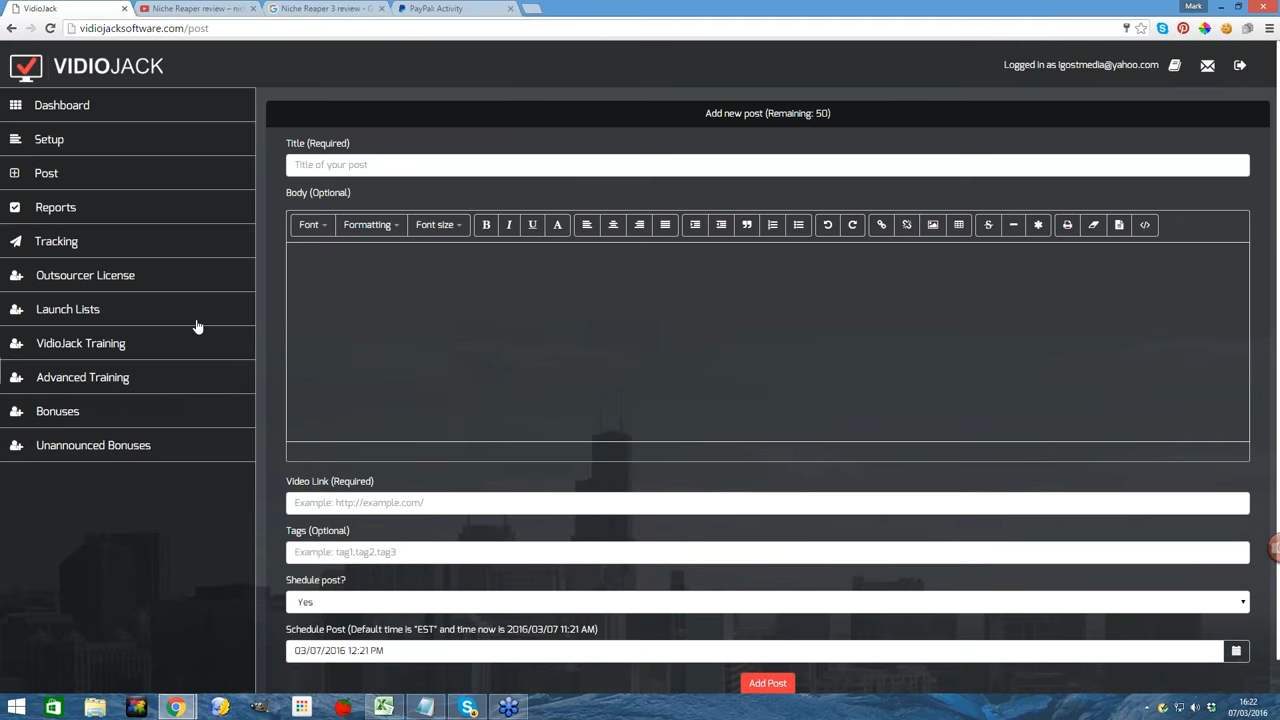 VidioJack
Niche Reaper review – nic
Niche Reaper 3 review - G
PayPal: Activity
Mark
vidiojacksoftware.com/post
VIDIOJACK
Logged in as igostmedia@yahoo.com
Dashboard
Setup
Post
Reports
Tracking
Outsourcer License
Launch Lists
VidioJack Training
Advanced Training
Bonuses
Unannounced Bonuses
Add new post (Remaining: 50)
Title (Required)
Title of your post
Body (Optional)
Font Formatting Font size B I U A
Video Link (Required)
Example: http://example.com/
Tags (Optional)
Example: tag1,tag2,tag3
Shedule post?
Yes
Schedule Post (Default time is "EST" and time now is 2016/03/07 11:21 AM)
03/07/2016 12:21 PM
Add Post
16:22
07/03/2016